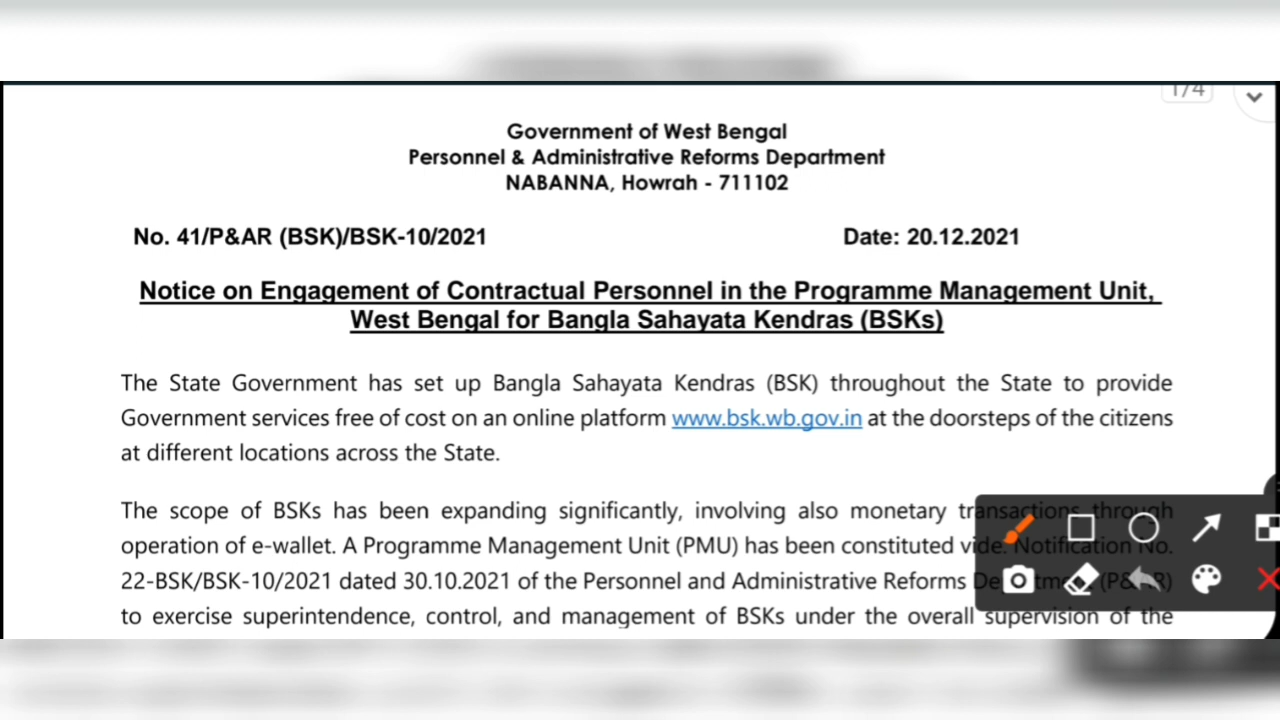 1/4
Government of West Bengal
Personnel & Administrative Reforms Department
NABANNA, Howrah - 711102
No. 41/P&AR (BSK)/BSK-10/2021 Date: 20.12.2021
Notice on Engagement of Contractual Personnel in the Programme Management Unit,
West Bengal for Bangla Sahayata Kendras (BSKs)
The State Government has set up Bangla Sahayata Kendras (BSK) throughout the State to provide
Government services free of cost on an online platform www.bsk.wb.gov.in at the doorsteps of the citizens
at different locations across the State.
The scope of BSKs has been expanding significantly, involving also monetary transactions through
operation of e-wallet. A Programme Management Unit (PMU) has been constituted vide. Notification No.
22-BSK/BSK-10/2021 dated 30.10.2021 of the Personnel and Administrative Reforms Department (P&AR)
to exercise superintendence, control, and management of BSKs under the overall supervision of the